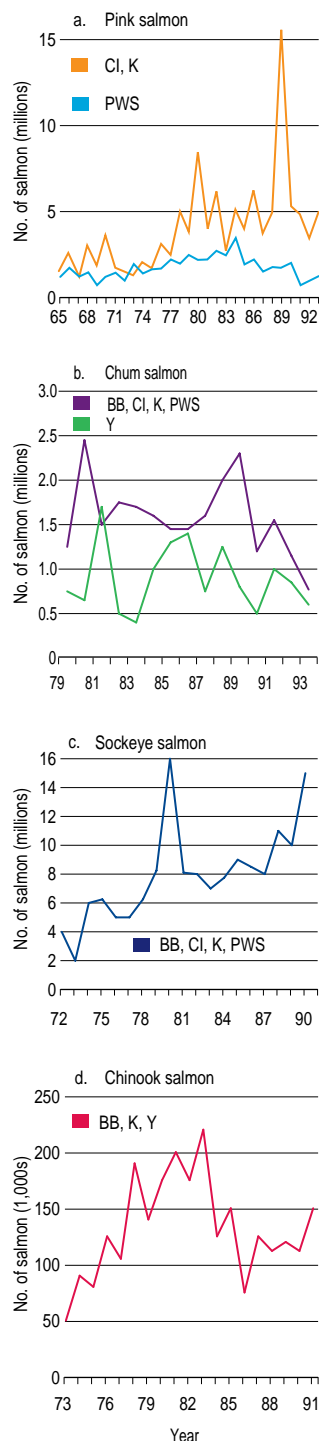 a. Pink salmon
No. of salmon (millions)
15
10
5
0
CI, K
PWS
65 68 71 74 77 80 83 86 89 93
b. Chum salmon
No. of salmon (millions)
3.0
2.5
2.0
1.5
1.0
0.5
0
BB, CI, K, PWS
Y
79 81 83 85 87 89 91 93
c. Sockeye salmon
No. of salmon (millions)
16
14
12
10
8
6
4
2
0
BB, CI, K, PWS
72 75 78 81 84 87 90
d. Chinook salmon
No. of salmon (1,000s)
250
200
150
100
50
0
BB, K, Y
73 76 79 82 85 88 91
Year